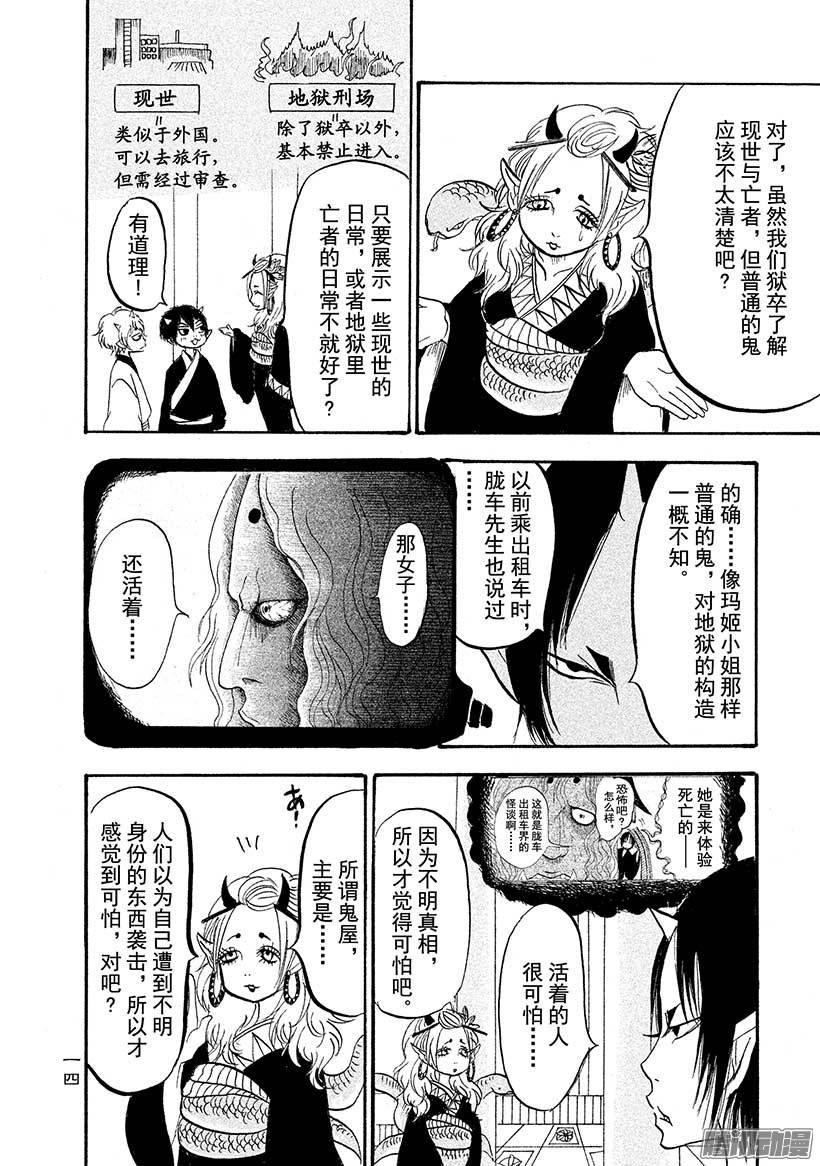 对了，虽然我们狱卒了解
现世与亡者，但普通的鬼
应该不太清楚吧？
地狱刑场
=
除了狱卒以外，
基本禁止进入。
现世
=
类似于外国。
可以去旅行，
但需经过审查。
只要展示一些现世的
日常，或者地狱里
亡者的日常不就好了？
有道理！
的确……像玛姬小姐那样
普通的鬼，对地狱的构造
一概不知。
以前乘出租车时，
胧车先生也说过
……
那女子……
还活着……
她是来体验
死亡的——
恐怖吧？
怎么样，
这就是胧车
出租车界的
怪谈啊……
活着的人
很可怕……
因为不明真相，
所以才觉得可怕吧。
あ！
所谓鬼屋，
主要是……
人们以为自己遭到不明
身份的东西袭击，所以才
感觉到可怕，对吧？
一四
腾讯动漫